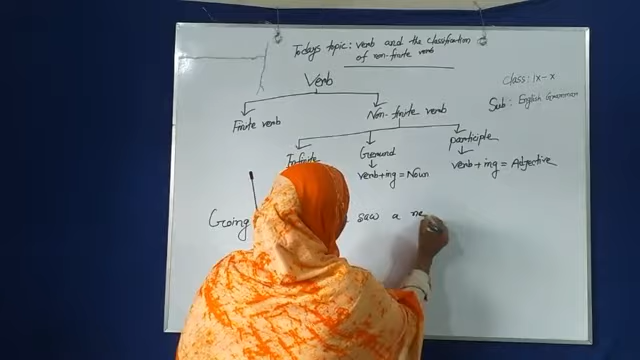 Todays topic: verb and the classification
of non-finite verb
Class: ix-x
Sub: English Grammar
Verb
Finite verb
Non-finite verb
Infinite
Gerund
participle
verb+ing = Noun
verb+ing = Adjective
Going saw a ne